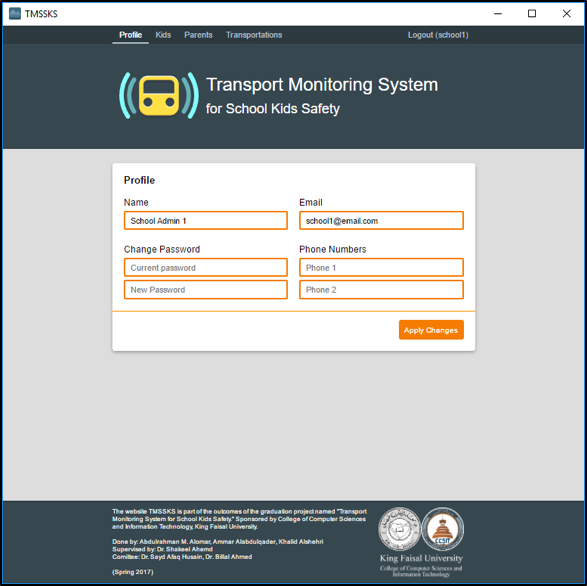 TMSSKS
Profile Kids Parents Transportations Logout (school1)
Transport Monitoring System
for School Kids Safety
Profile
Name Email
School Admin 1 school1@email.com
Change Password Phone Numbers
Current password Phone 1
New Password Phone 2
Apply Changes
The website TMSSKS is part of the outcomes of the graduation project named "Transport
Monitoring System for School Kids Safety." Sponsored by College of Computer Sciences
and Information Technology, King Faisal University.
Done by: Abdulrahman M. Alomar, Ammar Alabdulqader, Khalid Alshehri
Supervised by: Dr. Shakeel Ahemd
Comittee: Dr. Sayd Afaq Husain, Dr. Billal Ahmed
(Spring 2017)
King Faisal University
College of Computer Sciences and
Information Technology